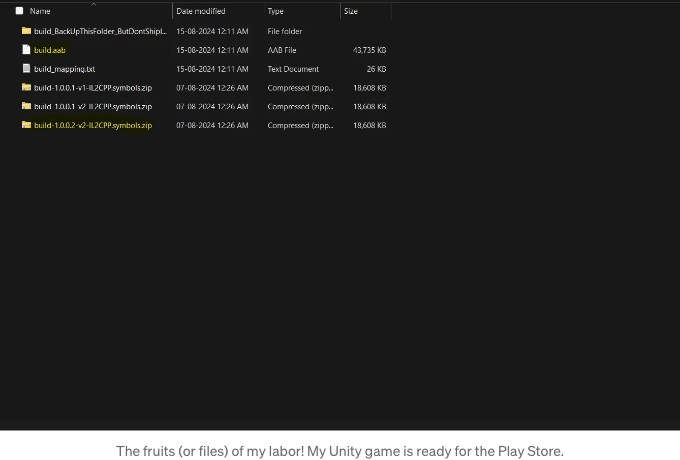 Name Date modified Type Size
build_BackUpThisFolder_ButDontShipI... 15-08-2024 12:11 AM File folder
build.aab 15-08-2024 12:11 AM AAB File 43,735 KB
build_mapping.txt 15-08-2024 12:11 AM Text Document 26 KB
build-1.0.0.1-v1-IL2CPP.symbols.zip 07-08-2024 12:26 AM Compressed (zipp... 18,608 KB
build-1.0.0.1-v2-IL2CPP.symbols.zip 07-08-2024 12:26 AM Compressed (zipp... 18,608 KB
build-1.0.0.2-v2-IL2CPP.symbols.zip 07-08-2024 12:26 AM Compressed (zipp... 18,608 KB
The fruits (or files) of my labor! My Unity game is ready for the Play Store.